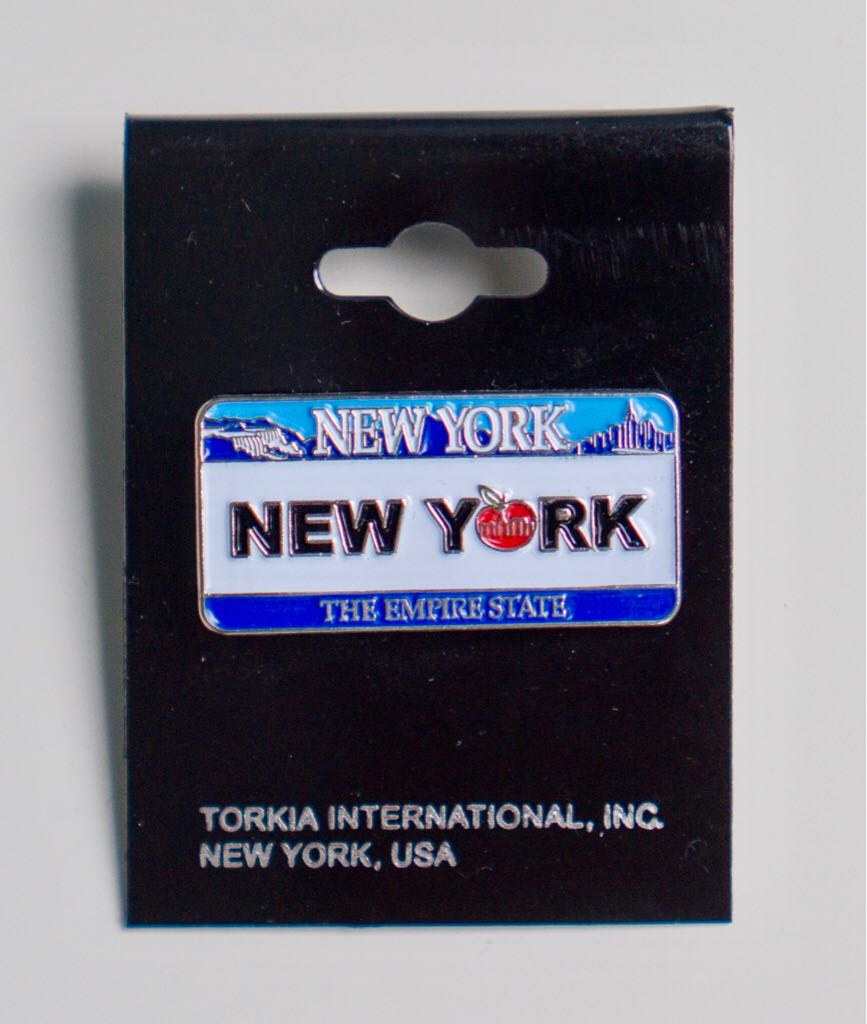 NEW YORK
NEW YORK
THE EMPIRE STATE
TORKIA INTERNATIONAL, INC.
NEW YORK, USA